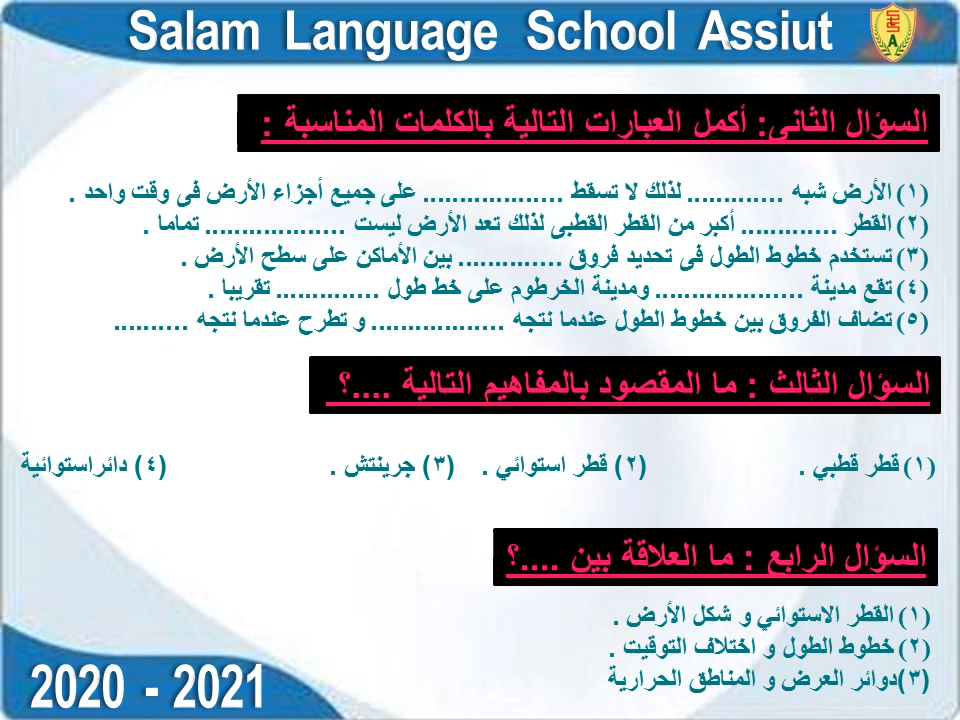 Salam Language School Assiut
السؤال الثانى: أكمل العبارات التالية بالكلمات المناسبة :
(١) الأرض شبه ............. لذلك لا تسقط ................... على جميع أجزاء الأرض فى وقت واحد .
(٢) القطر ............. أكبر من القطر القطبى لذلك تعد الأرض ليست ................... تماما .
(٣) تستخدم خطوط الطول فى تحديد فروق .............. بين الأماكن على سطح الأرض .
(٤) تقع مدينة .................... ومدينة الخرطوم على خط طول .............. تقريبا .
(٥) تضاف الفروق بين خطوط الطول عندما نتجه .................. و تطرح عندما نتجه ..........
السؤال الثالث : ما المقصود بالمفاهيم التالية ....؟
(١) قطر قطبي . (٢) قطر استوائي . (٣) جرينتش . (٤) دائراستوائية
السؤال الرابع : ما العلاقة بين ....؟
(١) القطر الاستوائي و شكل الأرض .
(٢) خطوط الطول و اختلاف التوقيت .
(٣)دوائر العرض و المناطق الحرارية
2020 - 2021